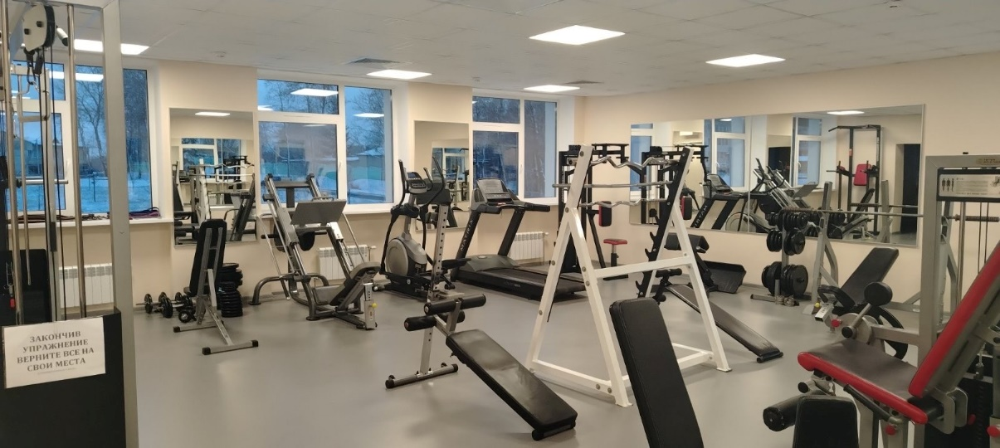 ЗАКОНЧИВ
УПРАЖНЕНИЕ
ВЕРНИТЕ ВСЕ НА
СВОИ МЕСТА